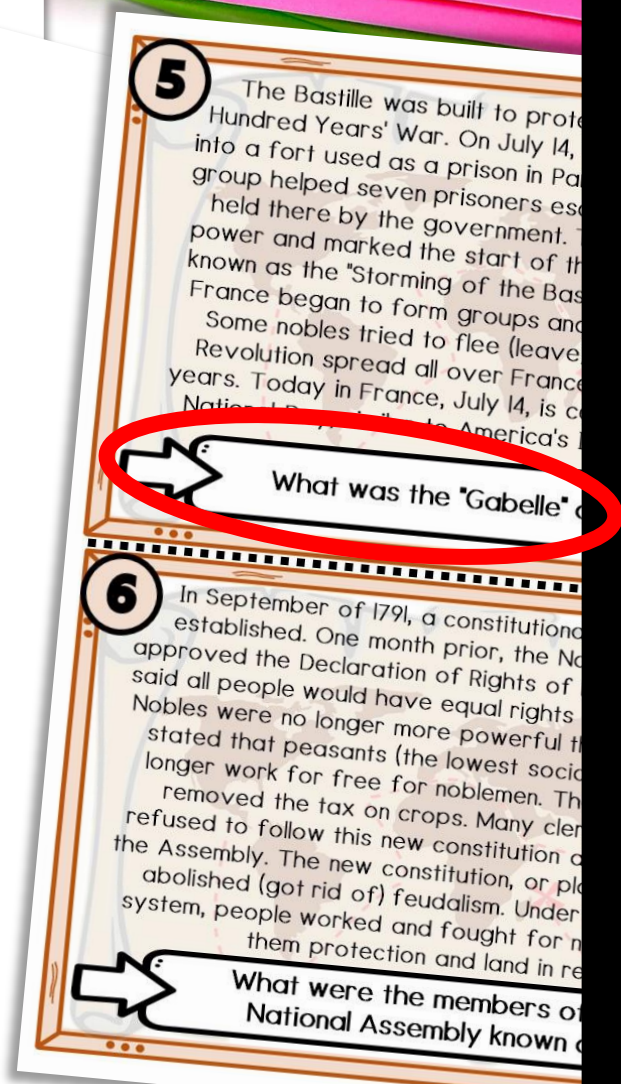 5
The Bastille was built to prote
Hundred Years' War. On July 14,
into a fort used as a prison in Pa
group helped seven prisoners esc
held there by the government.
power and marked the start of th
known as the "Storming of the Bas
France began to form groups and
Some nobles tried to flee (leave
Revolution spread all over France
years. Today in France, July 14, is c
National America's
What was the "Gabelle"
6
In September of 1791, a constitutiona
established. One month prior, the Na
approved the Declaration of Rights of
said all people would have equal rights
Nobles were no longer more powerful th
stated that peasants (the lowest socia
longer work for free for noblemen. Th
removed the tax on crops. Many cler
refused to follow this new constitution a
the Assembly. The new constitution, or pla
abolished (got rid of) feudalism. Under
system, people worked and fought for n
them protection and land in re
What were the members of
National Assembly known a